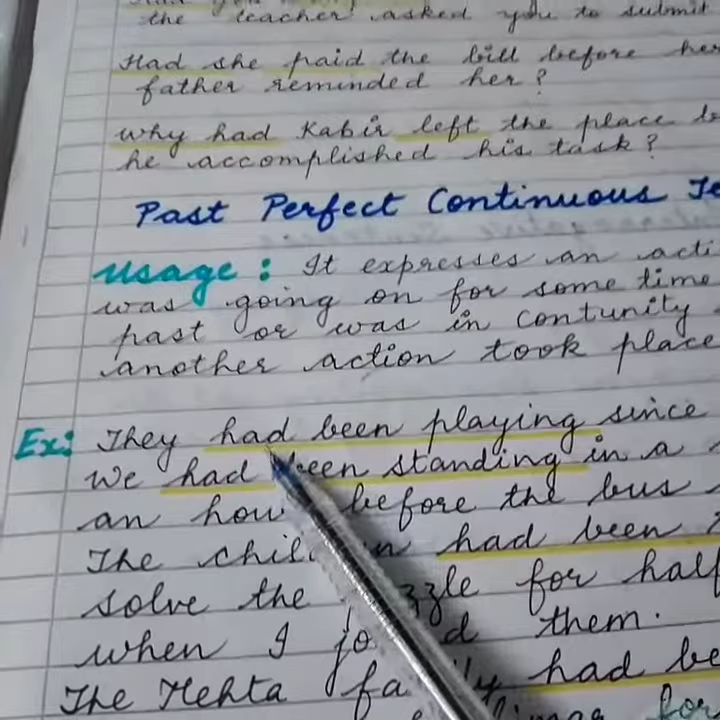 the teacher asked you to submit
Had she paid the bill before her
father reminded her?
Why had Kabir left the place
he accomplished his task?
Past Perfect Continuous
Usage: It expresses an
was going on for some time
past or was in contunity
another action took place
Ex: They had been playing since
We had been standing in a
an before the bus
The had been
solve the for half
when I them.
The Mehta had
for